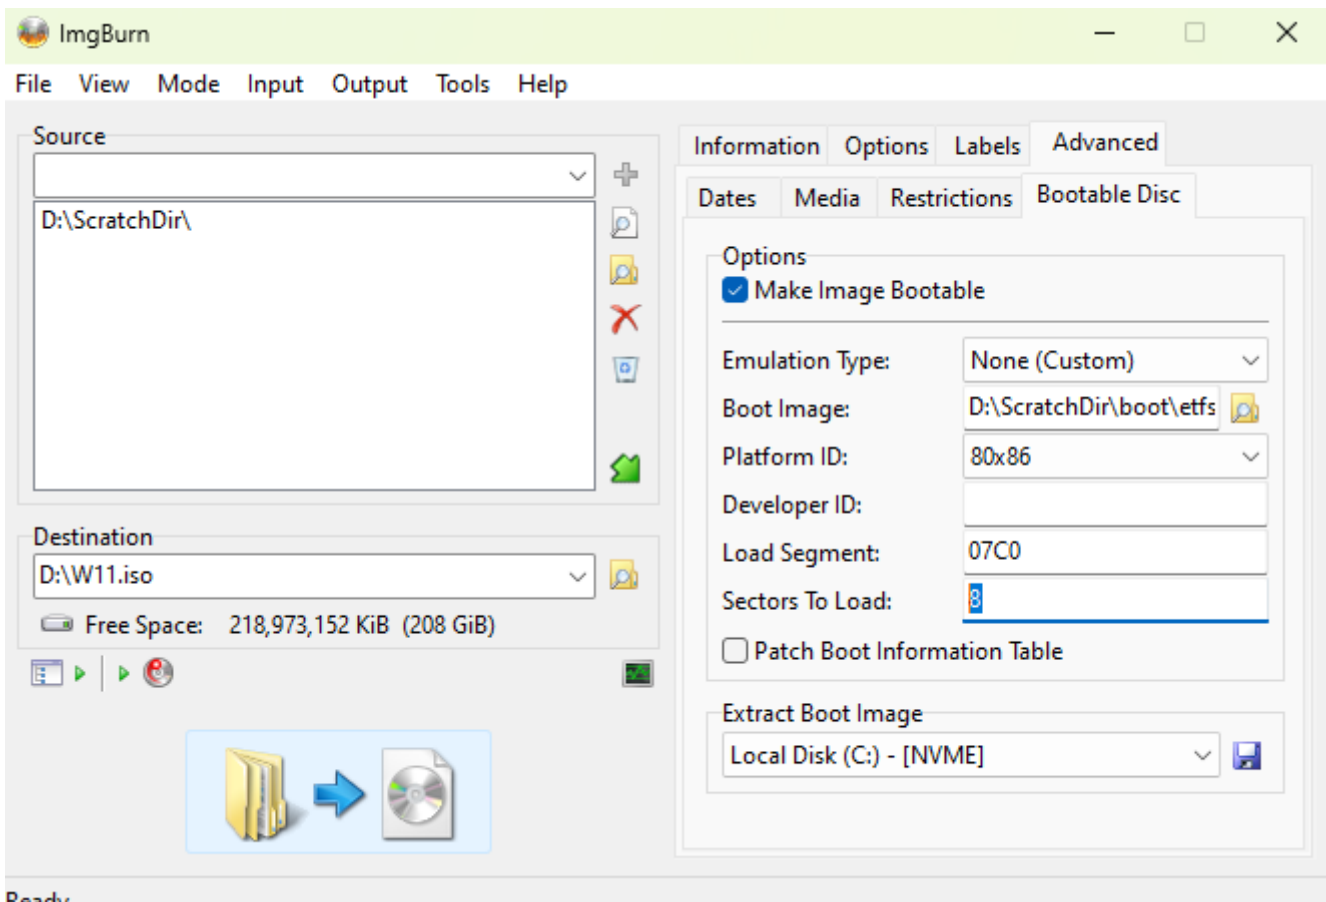 ImgBurn
File View Mode Input Output Tools Help
Source
D:\ScratchDir\
Destination
D:\W11.iso
Free Space: 218,973,152 KiB (208 GiB)
Information Options Labels Advanced
Dates Media Restrictions Bootable Disc
Options
Make Image Bootable
Emulation Type: None (Custom)
Boot Image: D:\ScratchDir\boot\etfs
Platform ID: 80x86
Developer ID:
Load Segment: 07C0
Sectors To Load: 8
Patch Boot Information Table
Extract Boot Image
Local Disk (C:) - [NVME]
Ready